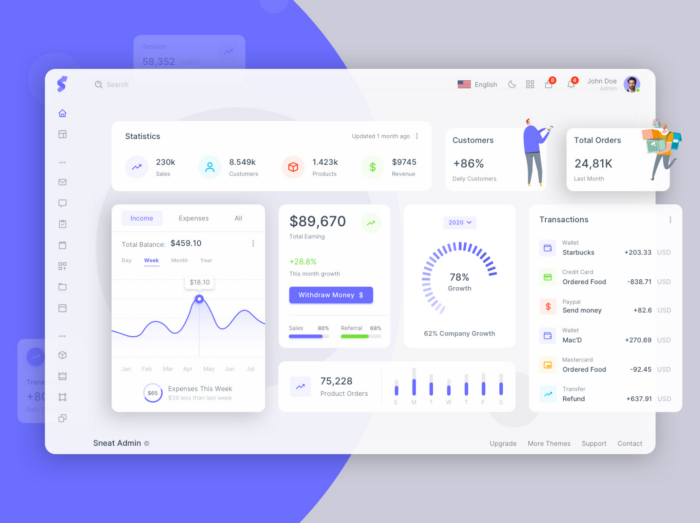 Session
58,352
Search
English
8
4
John Doe
Admin
Statistics
Updated 1 month ago
230k
Sales
8.549k
Customers
1.423k
Products
$9745
Revenue
Customers
+86%
Daily Customers
Total Orders
24,81K
Last Month
Income Expenses All
Total Balance: $459.10
Day Week Month Year
$18.10
Jan Feb Mar Apr May Jun Jul
$65
Expenses This Week
$39 less than last week
$89,670
Total Earning
+28.8%
This month growth
Withdraw Money $
Sales 80%
Referral 68%
2020
78%
Growth
62% Company Growth
75,228
Product Orders
S M T W T F S
Transactions
Wallet
Starbucks +203.33 USD
Credit Card
Ordered Food -838.71 USD
Paypal
Send money +82.6 USD
Wallet
Mac'D +270.69 USD
Mastercard
Ordered Food -92.45 USD
Transfer
Refund +637.91 USD
Sneat Admin
Upgrade More Themes Support Contact